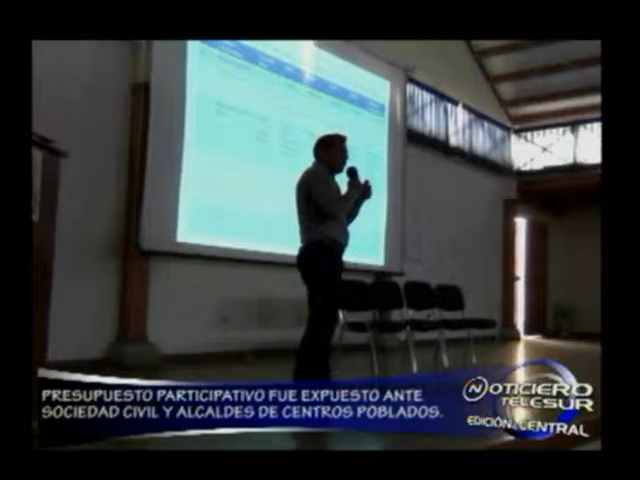 PRESUPUESTO PARTICIPATIVO FUE EXPUESTO ANTE
SOCIEDAD CIVIL Y ALCALDES DE CENTROS POBLADOS.
NOTICIERO
TELESUR
EDICIÓN CENTRAL